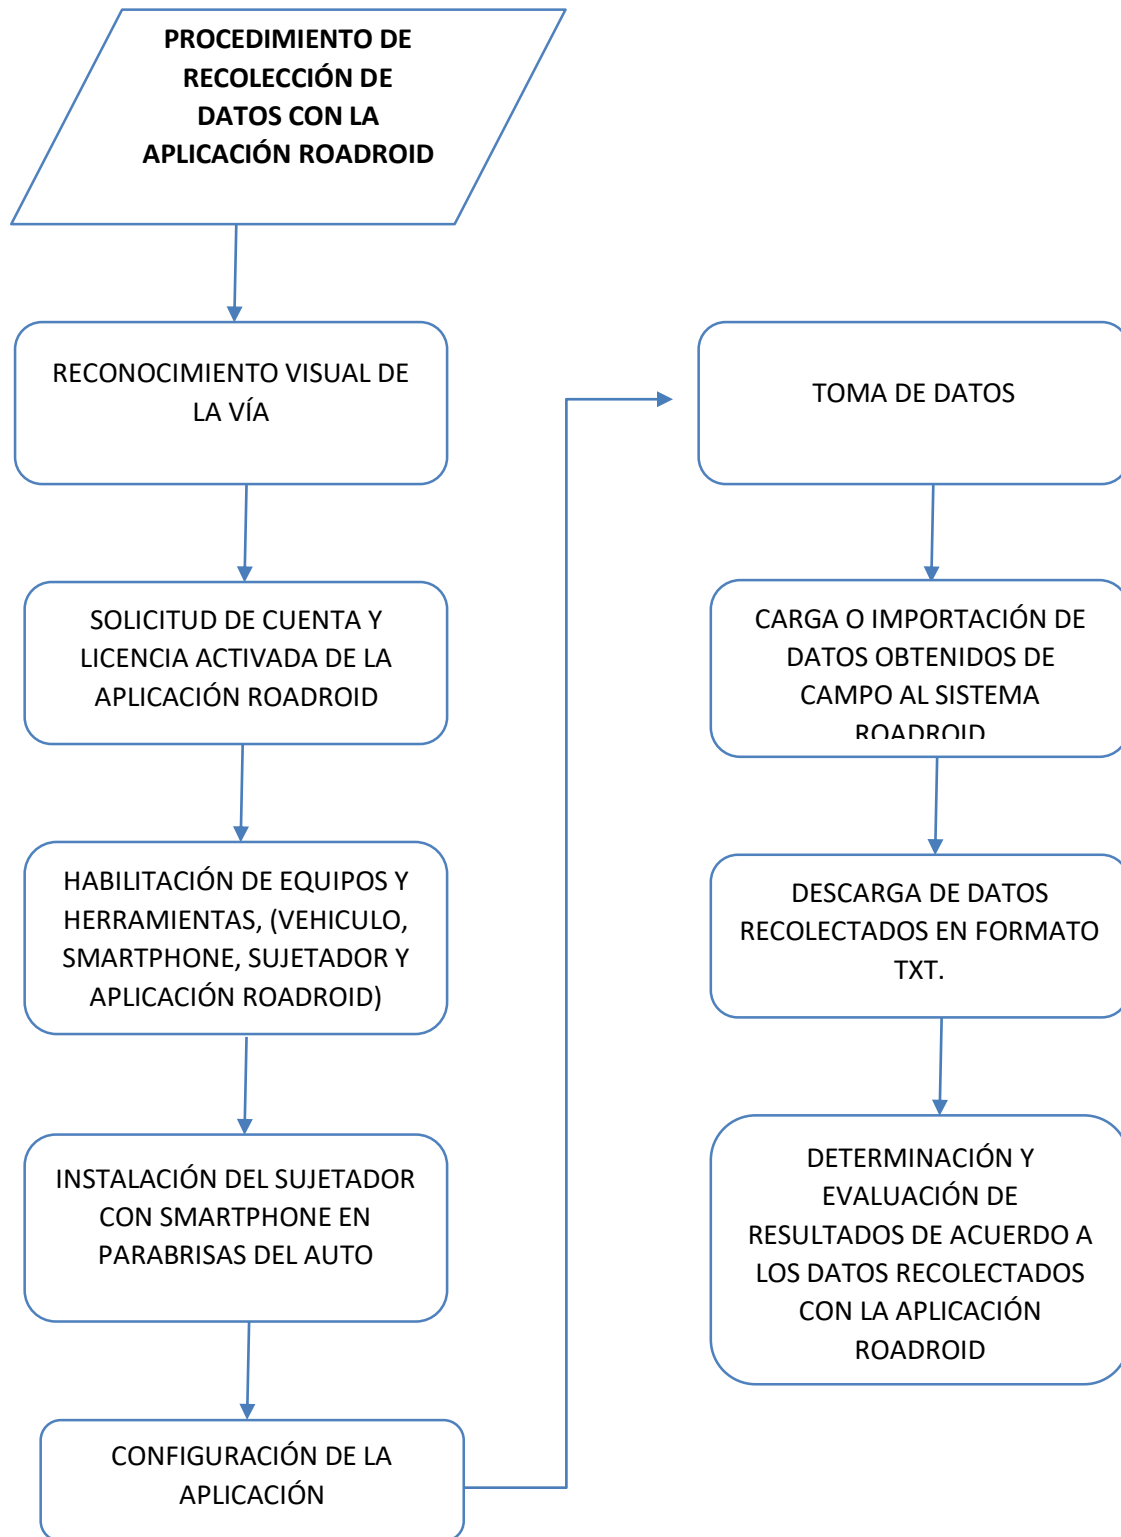 PROCEDIMIENTO DE
RECOLECCIÓN DE
DATOS CON LA
APLICACIÓN ROADROID
RECONOCIMIENTO VISUAL DE
LA VÍA
SOLICITUD DE CUENTA Y
LICENCIA ACTIVADA DE LA
APLICACIÓN ROADROID
HABILITACIÓN DE EQUIPOS Y
HERRAMIENTAS, (VEHICULO,
SMARTPHONE, SUJETADOR Y
APLICACIÓN ROADROID)
INSTALACIÓN DEL SUJETADOR
CON SMARTPHONE EN
PARABRISAS DEL AUTO
CONFIGURACIÓN DE LA
APLICACIÓN
TOMA DE DATOS
CARGA O IMPORTACIÓN DE
DATOS OBTENIDOS DE
CAMPO AL SISTEMA
ROADROID
DESCARGA DE DATOS
RECOLECTADOS EN FORMATO
TXT.
DETERMINACIÓN Y
EVALUACIÓN DE
RESULTADOS DE ACUERDO A
LOS DATOS RECOLECTADOS
CON LA APLICACIÓN
ROADROID